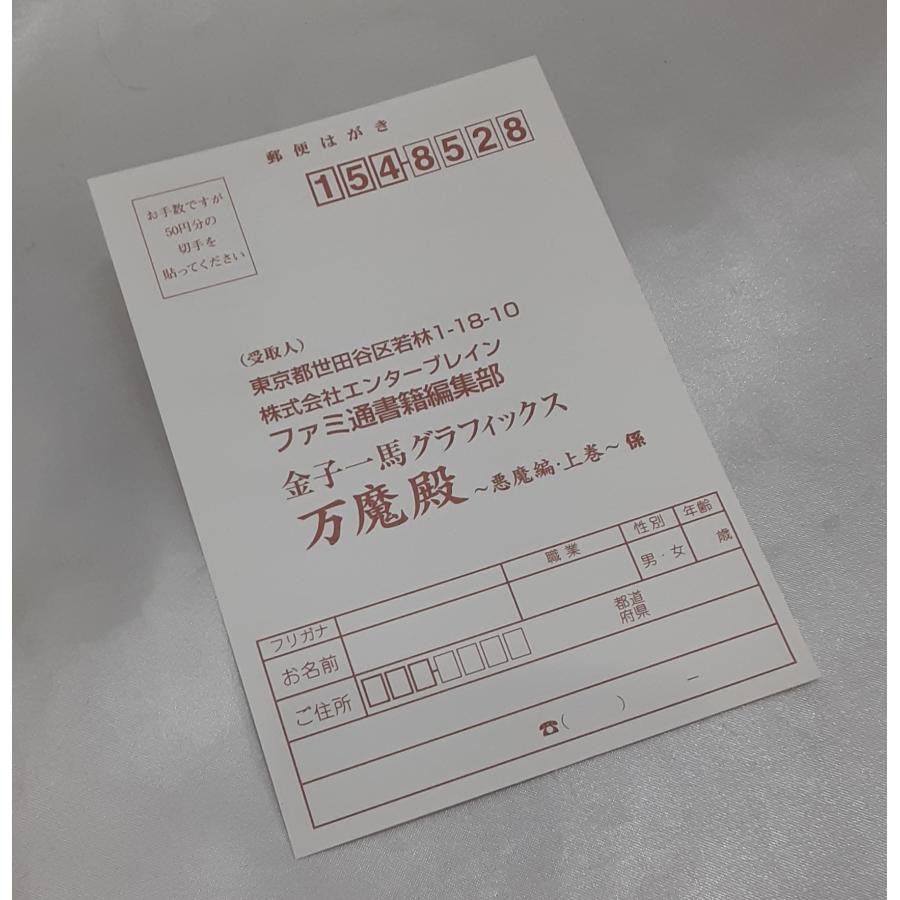 郵便はがき
154-8528
お手数ですが
50円分の
切手を
貼ってください
(受取人)
東京都世田谷区若林1-18-10
株式会社エンターブレイン
ファミ通書籍編集部
金子一馬グラフィックス
万魔殿 ～悪魔編・上巻～ 係
フリガナ
お名前
職業
性別
男・女
年齢
歳
ご住所
都道
府県
☎( ) −